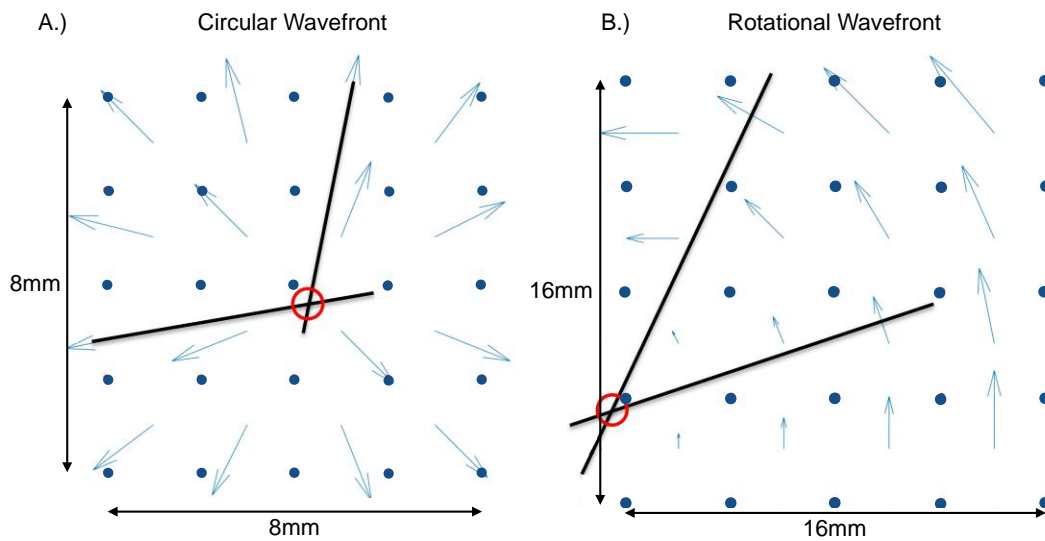 A.) Circular Wavefront
B.) Rotational Wavefront
8mm
8mm
16mm
16mm